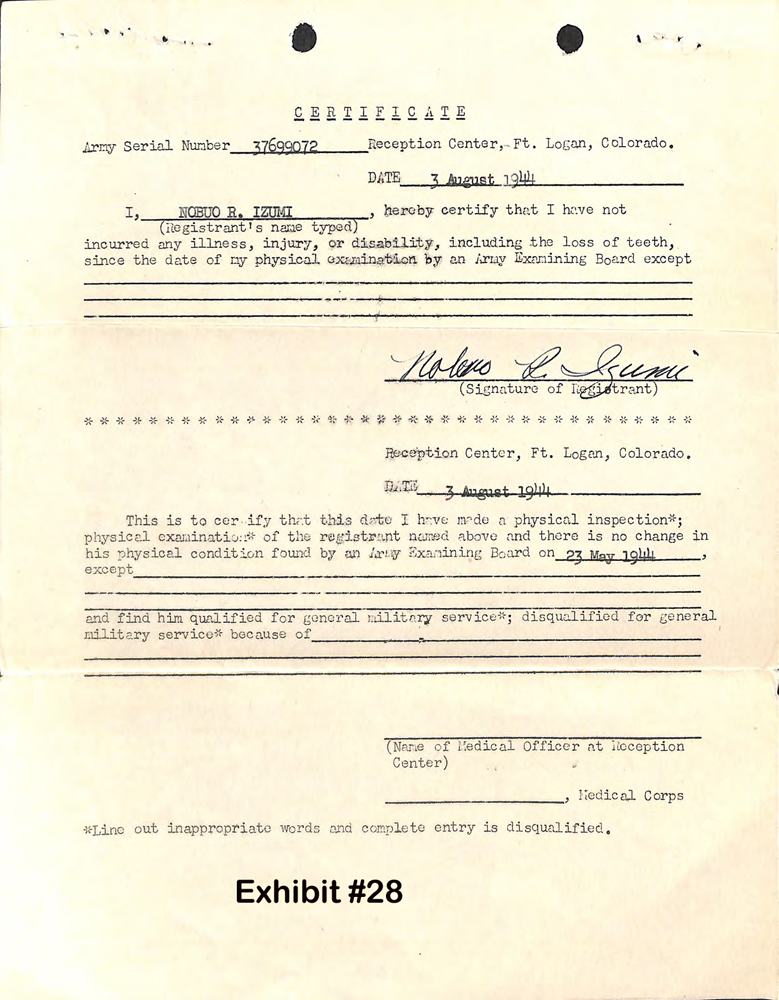 CERTIFICATE
Army Serial Number 37699072 Reception Center, Ft. Logan, Colorado.
DATE 3 August 1944
I, NOBUO R. IZUMI, hereby certify that I have not
(Registrant's name typed)
incurred any illness, injury, or disability, including the loss of teeth,
since the date of my physical examination by an Army Examining Board except
Nobuo R. Izumi
(Signature of Registrant)
* * * * * * * * * * * * * * * * * * * * * * * * * * * * * * * * * * * * * *
Reception Center, Ft. Logan, Colorado.
DATE 3 August 1944
This is to certify that this date I have made a physical inspection*;
physical examination* of the registrant named above and there is no change in
his physical condition found by an Army Examining Board on 23 May 1944,
except
and find him qualified for general military service*; disqualified for general
military service* because of
(Name of Medical Officer at Reception
Center)
, Medical Corps
*Line out inappropriate words and complete entry is disqualified.
Exhibit #28